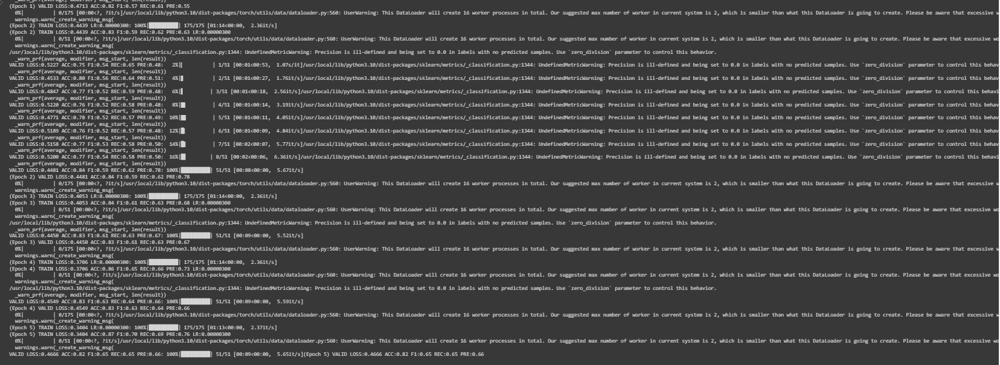 _warn_prf(average, modifier, msg_start, len(result))
(Epoch 1) VALID LOSS:0.4713 ACC:0.82 F1:0.57 REC:0.61 PRE:0.55
0%| | 0/175 [00:00<?, ?it/s]/usr/local/lib/python3.10/dist-packages/torch/utils/data/dataloader.py:560: UserWarning: This DataLoader will create 16 worker processes in total. Our suggested max number of worker in current system is 2, which is smaller than what this DataLoader is going to create. Please be aware that excessive w
warnings.warn(_create_warning_msg(
(Epoch 2) TRAIN LOSS:0.4439 LR:0.00000300: 100%|██████████| 175/175 [01:14<00:00, 2.36it/s]
(Epoch 2) TRAIN LOSS:0.4439 ACC:0.83 F1:0.59 REC:0.62 PRE:0.63 LR:0.00000300
0%| | 0/51 [00:00<?, ?it/s]/usr/local/lib/python3.10/dist-packages/torch/utils/data/dataloader.py:560: UserWarning: This DataLoader will create 16 worker processes in total. Our suggested max number of worker in current system is 2, which is smaller than what this DataLoader is going to create. Please be aware that excessive wo
warnings.warn(_create_warning_msg(
/usr/local/lib/python3.10/dist-packages/sklearn/metrics/_classification.py:1344: UndefinedMetricWarning: Precision is ill-defined and being set to 0.0 in labels with no predicted samples. Use `zero_division` parameter to control this behavior.
_warn_prf(average, modifier, msg_start, len(result))
VALID LOSS:0.5227 ACC:0.75 F1:0.54 REC:0.65 PRE:0.48: 2%|▏ | 1/51 [00:01<00:53, 1.07s/it]/usr/local/lib/python3.10/dist-packages/sklearn/metrics/_classification.py:1344: UndefinedMetricWarning: Precision is ill-defined and being set to 0.0 in labels with no predicted samples. Use `zero_division` parameter to control this behav
_warn_prf(average, modifier, msg_start, len(result))
VALID LOSS:0.4533 ACC:0.80 F1:0.56 REC:0.64 PRE:0.51: 4%|▍ | 2/51 [00:01<00:27, 1.76it/s]/usr/local/lib/python3.10/dist-packages/sklearn/metrics/_classification.py:1344: UndefinedMetricWarning: Precision is ill-defined and being set to 0.0 in labels with no predicted samples. Use `zero_division` parameter to control this behav
_warn_prf(average, modifier, msg_start, len(result))
VALID LOSS:0.4847 ACC:0.77 F1:0.52 REC:0.59 PRE:0.48: 6%|▌ | 3/51 [00:01<00:18, 2.56it/s]/usr/local/lib/python3.10/dist-packages/sklearn/metrics/_classification.py:1344: UndefinedMetricWarning: Precision is ill-defined and being set to 0.0 in labels with no predicted samples. Use `zero_division` parameter to control this behavi
_warn_prf(average, modifier, msg_start, len(result))
VALID LOSS:0.5220 ACC:0.76 F1:0.52 REC:0.58 PRE:0.48: 8%|▊ | 4/51 [00:01<00:14, 3.19it/s]/usr/local/lib/python3.10/dist-packages/sklearn/metrics/_classification.py:1344: UndefinedMetricWarning: Precision is ill-defined and being set to 0.0 in labels with no predicted samples. Use `zero_division` parameter to control this behav
_warn_prf(average, modifier, msg_start, len(result))
VALID LOSS:0.4771 ACC:0.78 F1:0.52 REC:0.57 PRE:0.49: 10%|▉ | 5/51 [00:01<00:11, 4.05it/s]/usr/local/lib/python3.10/dist-packages/sklearn/metrics/_classification.py:1344: UndefinedMetricWarning: Precision is ill-defined and being set to 0.0 in labels with no predicted samples. Use `zero_division` parameter to control this behav
_warn_prf(average, modifier, msg_start, len(result))
VALID LOSS:0.5189 ACC:0.76 F1:0.52 REC:0.57 PRE:0.48: 12%|█▏ | 6/51 [00:01<00:09, 4.84it/s]/usr/local/lib/python3.10/dist-packages/sklearn/metrics/_classification.py:1344: UndefinedMetricWarning: Precision is ill-defined and being set to 0.0 in labels with no predicted samples. Use `zero_division` parameter to control this behav
_warn_prf(average, modifier, msg_start, len(result))
VALID LOSS:0.5158 ACC:0.77 F1:0.53 REC:0.58 PRE:0.50: 14%|█▎ | 7/51 [00:02<00:07, 5.77it/s]/usr/local/lib/python3.10/dist-packages/sklearn/metrics/_classification.py:1344: UndefinedMetricWarning: Precision is ill-defined and being set to 0.0 in labels with no predicted samples. Use `zero_division` parameter to control this behavi
_warn_prf(average, modifier, msg_start, len(result))
VALID LOSS:0.5200 ACC:0.77 F1:0.54 REC:0.58 PRE:0.50: 16%|█▌ | 8/51 [00:02<00:06, 6.36it/s]/usr/local/lib/python3.10/dist-packages/sklearn/metrics/_classification.py:1344: UndefinedMetricWarning: Precision is ill-defined and being set to 0.0 in labels with no predicted samples. Use `zero_division` parameter to control this behavi
_warn_prf(average, modifier, msg_start, len(result))
VALID LOSS:0.4481 ACC:0.84 F1:0.59 REC:0.62 PRE:0.78: 100%|██████████| 51/51 [00:08<00:00, 5.67it/s]
(Epoch 2) VALID LOSS:0.4481 ACC:0.84 F1:0.59 REC:0.62 PRE:0.78
0%| | 0/175 [00:00<?, ?it/s]/usr/local/lib/python3.10/dist-packages/torch/utils/data/dataloader.py:560: UserWarning: This DataLoader will create 16 worker processes in total. Our suggested max number of worker in current system is 2, which is smaller than what this DataLoader is going to create. Please be aware that excessive w
warnings.warn(_create_warning_msg(
(Epoch 3) TRAIN LOSS:0.4053 LR:0.00000300: 100%|██████████| 175/175 [01:14<00:00, 2.36it/s]
(Epoch 3) TRAIN LOSS:0.4053 ACC:0.84 F1:0.61 REC:0.63 PRE:0.68 LR:0.00000300
0%| | 0/51 [00:00<?, ?it/s]/usr/local/lib/python3.10/dist-packages/torch/utils/data/dataloader.py:560: UserWarning: This DataLoader will create 16 worker processes in total. Our suggested max number of worker in current system is 2, which is smaller than what this DataLoader is going to create. Please be aware that excessive wo
warnings.warn(_create_warning_msg(
/usr/local/lib/python3.10/dist-packages/sklearn/metrics/_classification.py:1344: UndefinedMetricWarning: Precision is ill-defined and being set to 0.0 in labels with no predicted samples. Use `zero_division` parameter to control this behavior.
_warn_prf(average, modifier, msg_start, len(result))
VALID LOSS:0.4450 ACC:0.83 F1:0.61 REC:0.63 PRE:0.67: 100%|██████████| 51/51 [00:09<00:00, 5.52it/s]
(Epoch 3) VALID LOSS:0.4450 ACC:0.83 F1:0.61 REC:0.63 PRE:0.67
0%| | 0/175 [00:00<?, ?it/s]/usr/local/lib/python3.10/dist-packages/torch/utils/data/dataloader.py:560: UserWarning: This DataLoader will create 16 worker processes in total. Our suggested max number of worker in current system is 2, which is smaller than what this DataLoader is going to create. Please be aware that excessive w
warnings.warn(_create_warning_msg(
(Epoch 4) TRAIN LOSS:0.3706 LR:0.00000300: 100%|██████████| 175/175 [01:14<00:00, 2.36it/s]
(Epoch 4) TRAIN LOSS:0.3706 ACC:0.86 F1:0.65 REC:0.66 PRE:0.73 LR:0.00000300
0%| | 0/51 [00:00<?, ?it/s]/usr/local/lib/python3.10/dist-packages/torch/utils/data/dataloader.py:560: UserWarning: This DataLoader will create 16 worker processes in total. Our suggested max number of worker in current system is 2, which is smaller than what this DataLoader is going to create. Please be aware that excessive wo
warnings.warn(_create_warning_msg(
/usr/local/lib/python3.10/dist-packages/sklearn/metrics/_classification.py:1344: UndefinedMetricWarning: Precision is ill-defined and being set to 0.0 in labels with no predicted samples. Use `zero_division` parameter to control this behavior.
_warn_prf(average, modifier, msg_start, len(result))
VALID LOSS:0.4549 ACC:0.83 F1:0.63 REC:0.64 PRE:0.66: 100%|██████████| 51/51 [00:09<00:00, 5.59it/s]
(Epoch 4) VALID LOSS:0.4549 ACC:0.83 F1:0.63 REC:0.64 PRE:0.66
0%| | 0/175 [00:00<?, ?it/s]/usr/local/lib/python3.10/dist-packages/torch/utils/data/dataloader.py:560: UserWarning: This DataLoader will create 16 worker processes in total. Our suggested max number of worker in current system is 2, which is smaller than what this DataLoader is going to create. Please be aware that excessive w
warnings.warn(_create_warning_msg(
(Epoch 5) TRAIN LOSS:0.3404 LR:0.00000300: 100%|██████████| 175/175 [01:13<00:00, 2.37it/s]
(Epoch 5) TRAIN LOSS:0.3404 ACC:0.87 F1:0.70 REC:0.69 PRE:0.76 LR:0.00000300
0%| | 0/51 [00:00<?, ?it/s]/usr/local/lib/python3.10/dist-packages/torch/utils/data/dataloader.py:560: UserWarning: This DataLoader will create 16 worker processes in total. Our suggested max number of worker in current system is 2, which is smaller than what this DataLoader is going to create. Please be aware that excessive wo
warnings.warn(_create_warning_msg(
VALID LOSS:0.4666 ACC:0.82 F1:0.65 REC:0.65 PRE:0.66: 100%|██████████| 51/51 [00:09<00:00, 5.65it/s](Epoch 5) VALID LOSS:0.4666 ACC:0.82 F1:0.65 REC:0.65 PRE:0.66